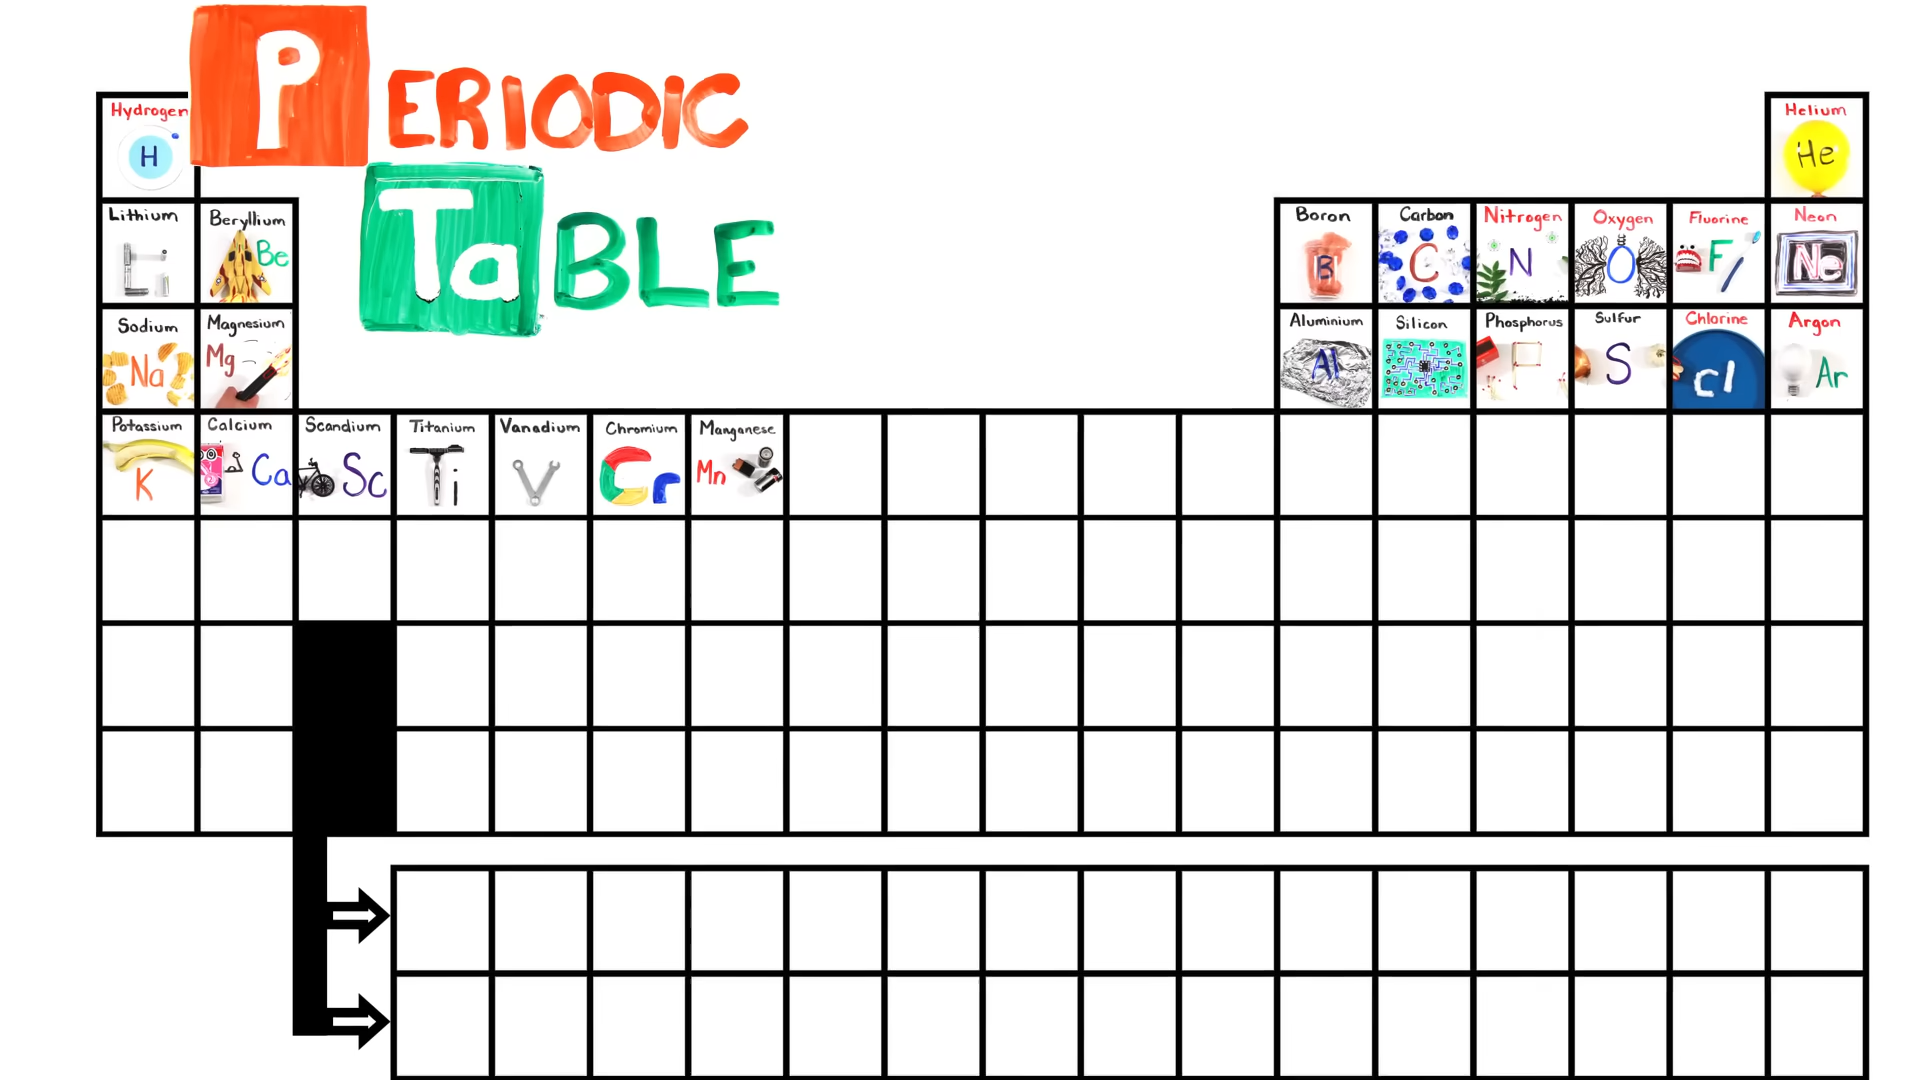 PERIODIC
TaBLE
Hydrogen
H
Helium
He
Lithium
Li
Beryllium
Be
Boron
B
Carbon
C
Nitrogen
N
Oxygen
O
Fluorine
F
Neon
Ne
Sodium
Na
Magnesium
Mg
Aluminium
Al
Silicon
Phosphorus
P
Sulfur
S
Chlorine
Cl
Argon
Ar
Potassium
K
Calcium
Ca
Scandium
Sc
Titanium
Ti
Vanadium
V
Chromium
Cr
Manganese
Mn